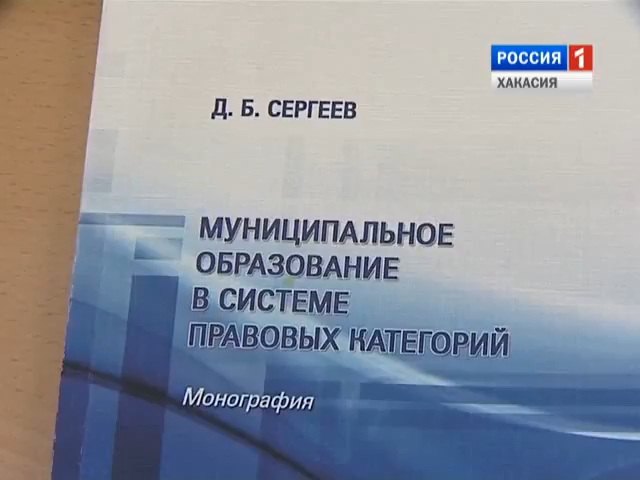 РОССИЯ 1
ХАКАСИЯ
Д. Б. СЕРГЕЕВ
МУНИЦИПАЛЬНОЕ
ОБРАЗОВАНИЕ
В СИСТЕМЕ
ПРАВОВЫХ КАТЕГОРИЙ
Монография